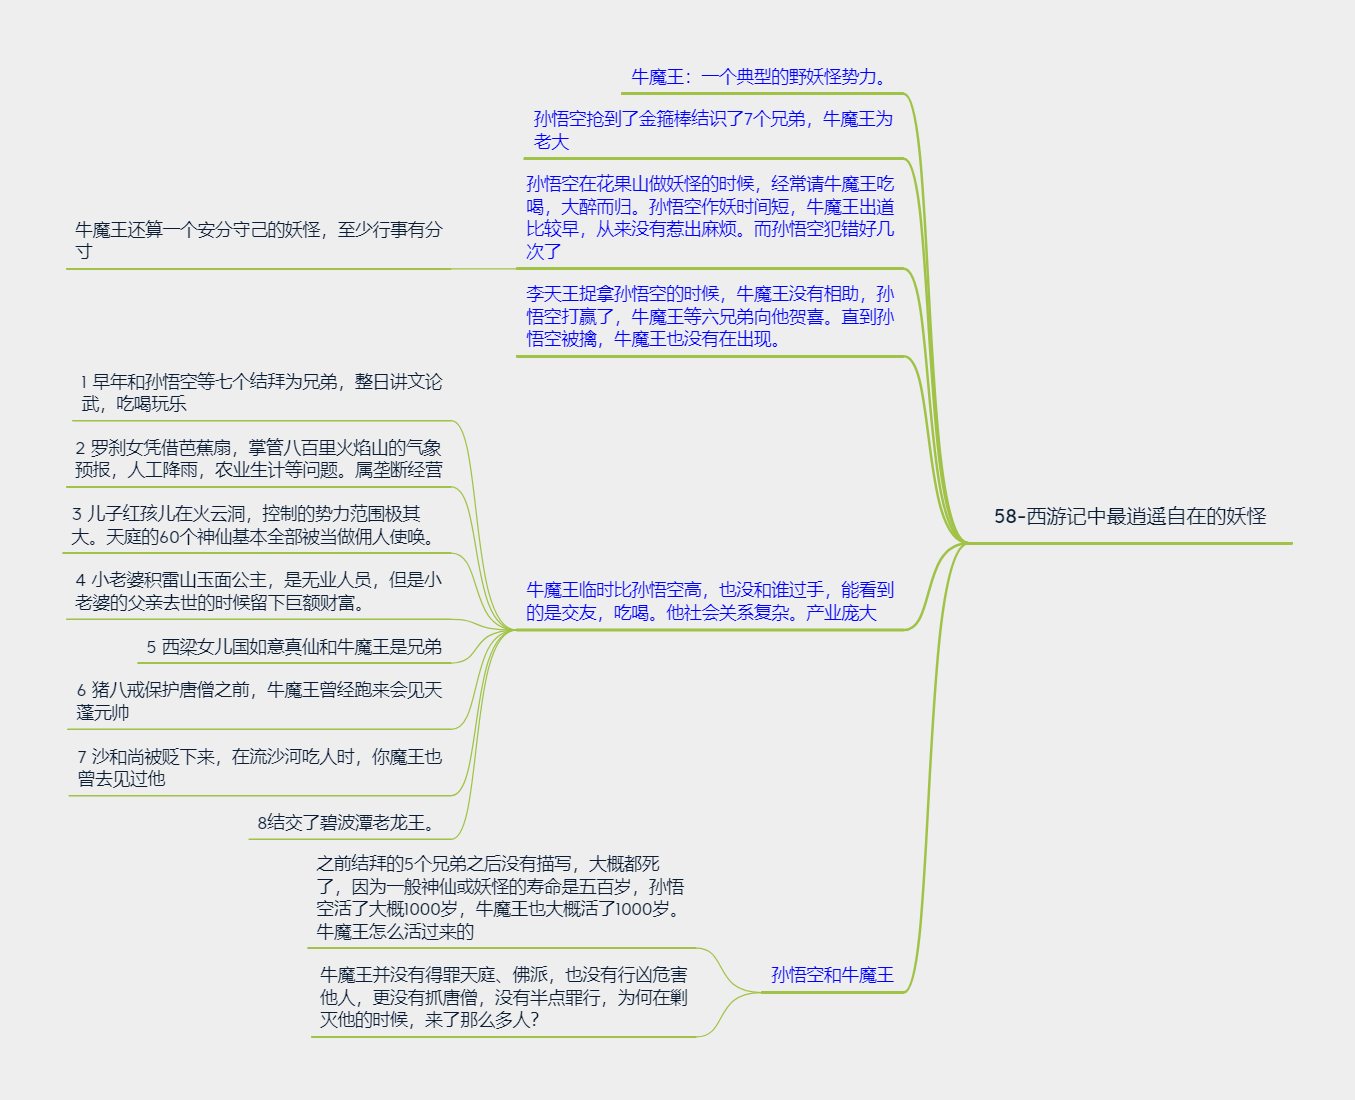 58-西游记中最逍遥自在的妖怪
牛魔王：一个典型的野妖怪势力。
孙悟空抢到了金箍棒结识了7个兄弟，牛魔王为
老大
孙悟空在花果山做妖怪的时候，经常请牛魔王吃
喝，大醉而归。孙悟空作妖时间短，牛魔王出道
比较早，从来没有惹出麻烦。而孙悟空犯错好几
次了
牛魔王还算一个安分守己的妖怪，至少行事有分
寸
李天王捉拿孙悟空的时候，牛魔王没有相助，孙
悟空打赢了，牛魔王等六兄弟向他贺喜。直到孙
悟空被擒，牛魔王也没有在出现。
牛魔王临时比孙悟空高，也没和谁过手，能看到
的是交友，吃喝。他社会关系复杂。产业庞大
1 早年和孙悟空等七个结拜为兄弟，整日讲文论
武，吃喝玩乐
2 罗刹女凭借芭蕉扇，掌管八百里火焰山的气象
预报，人工降雨，农业生计等问题。属垄断经营
3 儿子红孩儿在火云洞，控制的势力范围极其
大。天庭的60个神仙基本全部被当做佣人使唤。
4 小老婆积雷山玉面公主，是无业人员，但是小
老婆的父亲去世的时候留下巨额财富。
5 西梁女儿国如意真仙和牛魔王是兄弟
6 猪八戒保护唐僧之前，牛魔王曾经跑来会见天
蓬元帅
7 沙和尚被贬下来，在流沙河吃人时，你魔王也
曾去见过他
8结交了碧波潭老龙王。
孙悟空和牛魔王
之前结拜的5个兄弟之后没有描写，大概都死
了，因为一般神仙或妖怪的寿命是五百岁，孙悟
空活了大概1000岁，牛魔王也大概活了1000岁。
牛魔王怎么活过来的
牛魔王并没有得罪天庭、佛派，也没有行凶危害
他人，更没有抓唐僧，没有半点罪行，为何在剿
灭他的时候，来了那么多人？